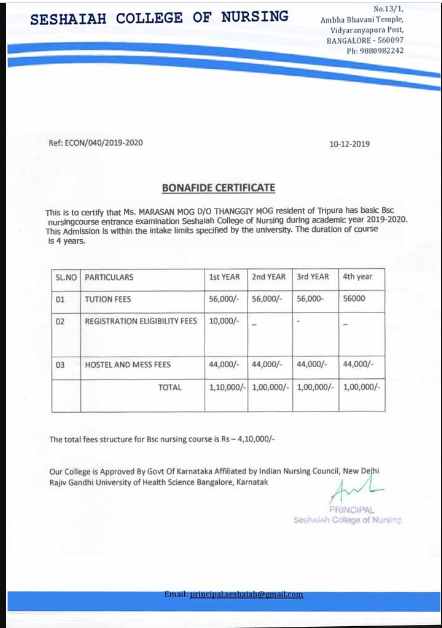 SESHAIAH COLLEGE OF NURSING
No.13/1,
Ambha Bhavani Temple,
Vidyaranyapura Post,
BANGALORE - 560097
Ph: 9880982242
Ref: ECON/040/2019-2020
10-12-2019
BONAFIDE CERTIFICATE
This is to certify that Ms. MARASAN MOG D/O THANGGIY MOG resident of Tripura has basic Bsc
nursingcourse entrance examination Seshaiah College of Nursing during academic year 2019-2020.
This Admission is within the intake limits specified by the university. The duration of course
is 4 years.
SL.NO PARTICULARS 1st YEAR 2nd YEAR 3rd YEAR 4th year
01 TUTION FEES 56,000/- 56,000/- 56,000- 56000
02 REGISTRATION ELIGIBILITY FEES 10,000/- – - –
03 HOSTEL AND MESS FEES 44,000/- 44,000/- 44,000/- 44,000/-
TOTAL 1,10,000/- 1,00,000/- 1,00,000/- 1,00,000/-
The total fees structure for Bsc nursing course is Rs – 4,10,000/-
Our College is Approved By Govt Of Karnataka Affiliated by Indian Nursing Council, New Delhi
Rajiv Gandhi University of Health Science Bangalore, Karnatak
PRINCIPAL
Seshaiah College of Nursing.
Email: principal.seshaiah@gmail.com